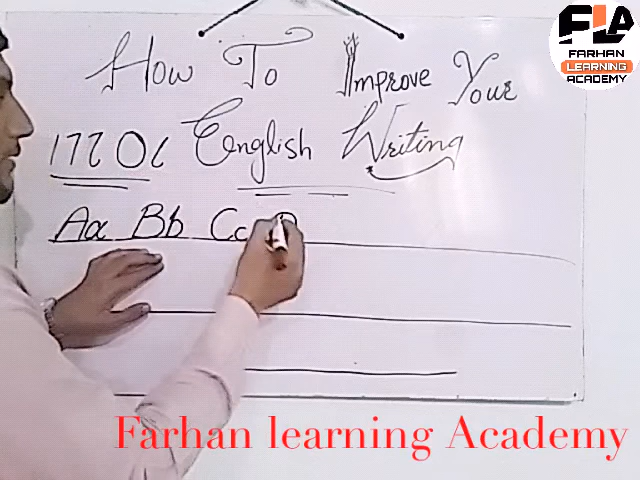 FLA
FARHAN
LEARNING
ACADEMY
How To Improve Your
English Writing
Aa Bb Cc
Farhan learning Academy